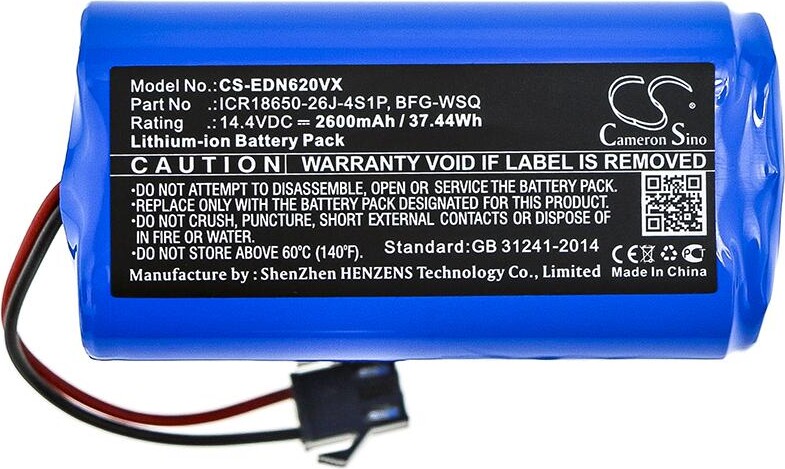 Model No.:CS-EDN620VX
Part No .:ICR18650-26J-4S1P, BFG-WSQ
Rating .:14.4VDC ⎓ 2600mAh / 37.44Wh
Lithium-ion Battery Pack
CS
Cameron Sino
CAUTION WARRANTY VOID IF LABEL IS REMOVED
•DO NOT ATTEMPT TO DISASSEMBLE, OPEN OR SERVICE THE BATTERY PACK.
•REPLACE ONLY WITH THE BATTERY PACK DESIGNATED FOR THIS PRODUCT.
•DO NOT CRUSH, PUNCTURE, SHORT EXTERNAL CONTACTS OR DISPOSE OF
IN FIRE OR WATER.
•DO NOT STORE ABOVE 60℃ (140℉).
Standard:GB 31241-2014
Manufacture by : ShenZhen HENZENS Technology Co., Limited
CE
Made In China